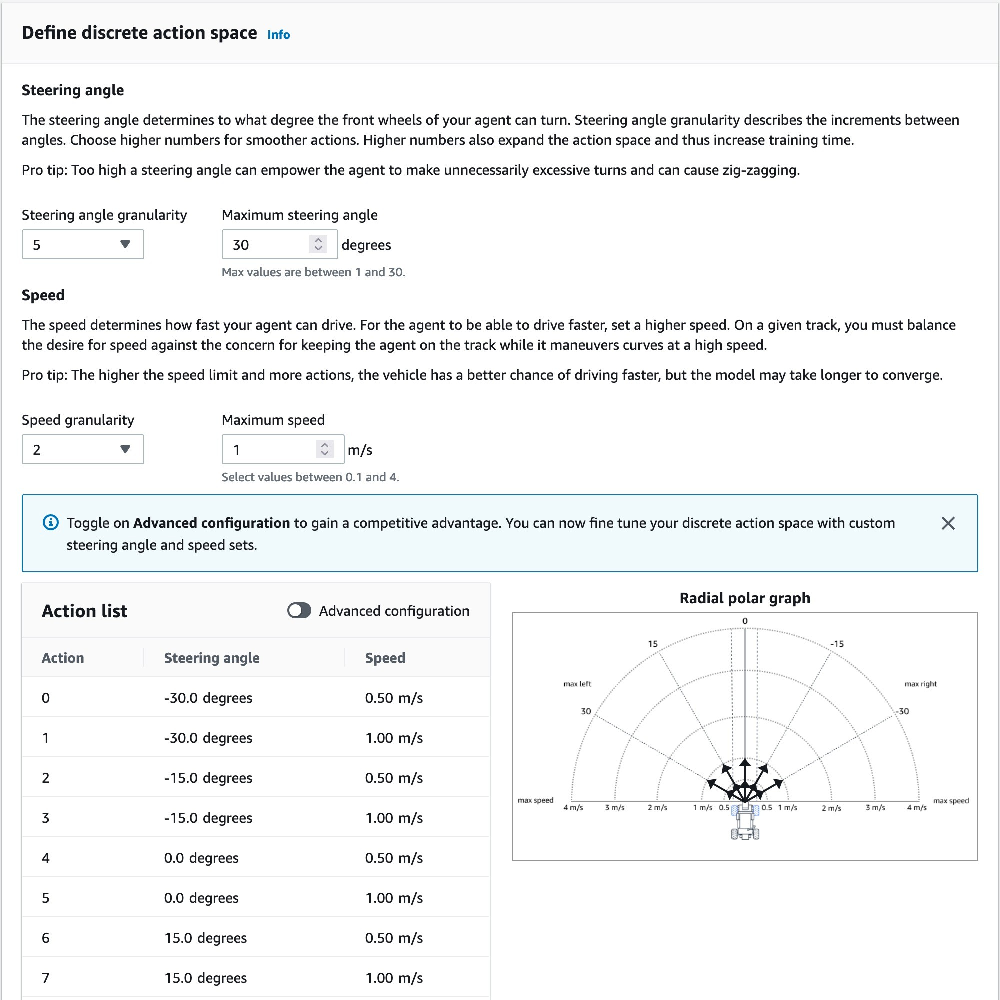 Define discrete action space Info
Steering angle
The steering angle determines to what degree the front wheels of your agent can turn. Steering angle granularity describes the increments between
angles. Choose higher numbers for smoother actions. Higher numbers also expand the action space and thus increase training time.
Pro tip: Too high a steering angle can empower the agent to make unnecessarily excessive turns and can cause zig-zagging.
Steering angle granularity Maximum steering angle
5 30 degrees
Max values are between 1 and 30.
Speed
The speed determines how fast your agent can drive. For the agent to be able to drive faster, set a higher speed. On a given track, you must balance
the desire for speed against the concern for keeping the agent on the track while it maneuvers curves at a high speed.
Pro tip: The higher the speed limit and more actions, the vehicle has a better chance of driving faster, but the model may take longer to converge.
Speed granularity Maximum speed
2 1 m/s
Select values between 0.1 and 4.
Toggle on Advanced configuration to gain a competitive advantage. You can now fine tune your discrete action space with custom
steering angle and speed sets.
Action list Advanced configuration
Action Steering angle Speed
0 -30.0 degrees 0.50 m/s
1 -30.0 degrees 1.00 m/s
2 -15.0 degrees 0.50 m/s
3 -15.0 degrees 1.00 m/s
4 0.0 degrees 0.50 m/s
5 0.0 degrees 1.00 m/s
6 15.0 degrees 0.50 m/s
7 15.0 degrees 1.00 m/s
Radial polar graph
0
15 -15
max left max right
30 -30
max speed 4 m/s 3 m/s 2 m/s 1 m/s 0.5 0.5 1 m/s 2 m/s 3 m/s 4 m/s max speed